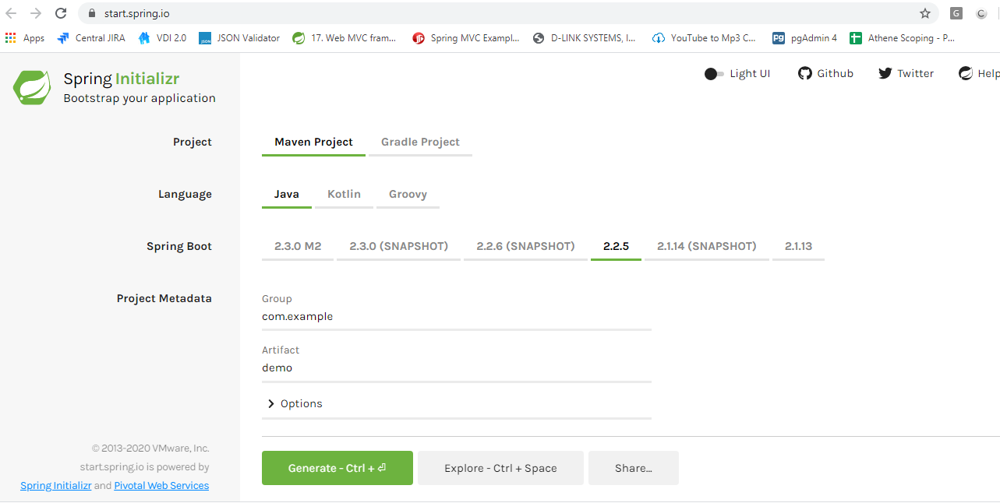 start.spring.io
G
C
Apps
Central JIRA
VDI 2.0
JSON
JSON Validator
17. Web MVC fram...
Spring MVC Exampl...
D-LINK SYSTEMS, I...
YouTube to Mp3 C...
Pg
pgAdmin 4
Athene Scoping - P...
Spring Initializr
Bootstrap your application
Light UI
Github
Twitter
Help
Project
Maven Project
Gradle Project
Language
Java
Kotlin
Groovy
Spring Boot
2.3.0 M2
2.3.0 (SNAPSHOT)
2.2.6 (SNAPSHOT)
2.2.5
2.1.14 (SNAPSHOT)
2.1.13
Project Metadata
Group
com.example
Artifact
demo
Options
© 2013-2020 VMware, Inc.
start.spring.io is powered by
Spring Initializr and Pivotal Web Services
Generate - Ctrl + ⏎
Explore - Ctrl + Space
Share...